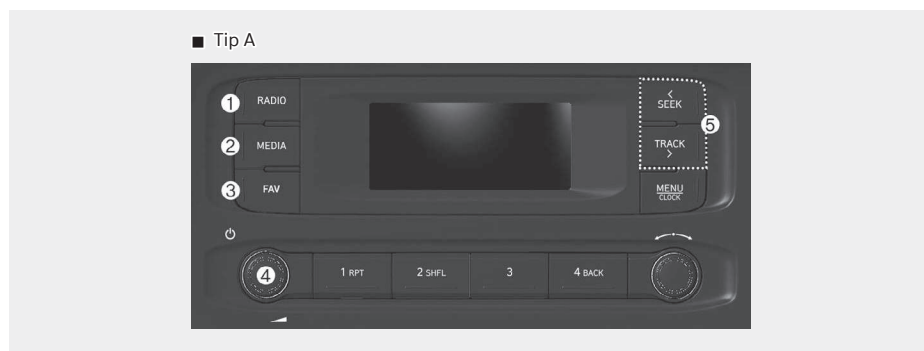 ■ Tip A
① RADIO
② MEDIA
③ FAV
< SEEK
TRACK >
⑤
MENU
CLOCK
④
1 RPT
2 SHFL
3
4 BACK